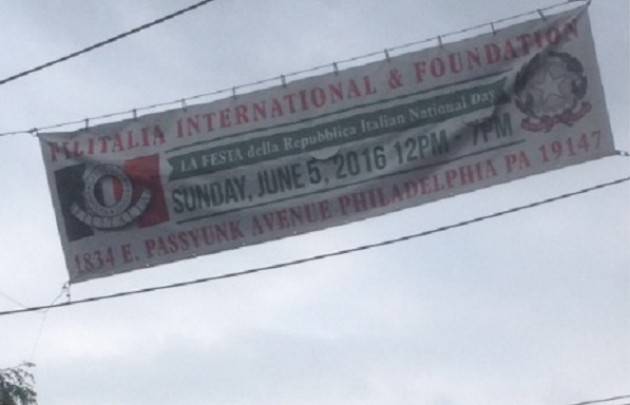 FILITALIA INTERNATIONAL & FOUNDATION
LA FESTA della Repubblica Italian National Day
SUNDAY, JUNE 5, 2016 12PM - 7PM
1834 E. PASSYUNK AVENUE PHILADELPHIA PA 19147